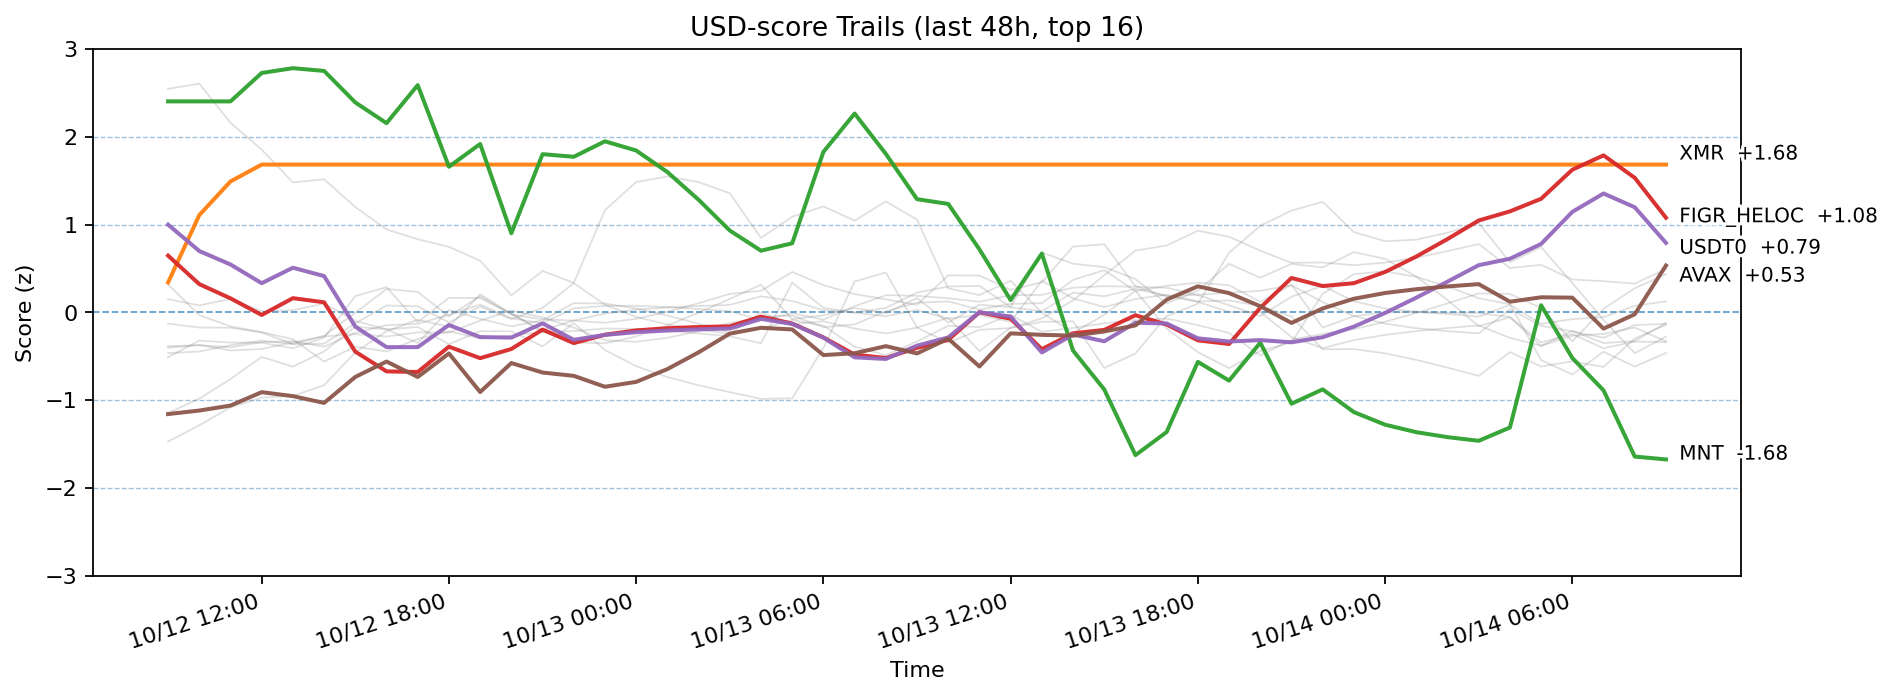 USD-score Trails (last 48h, top 16)
3
2
1
0
−1
−2
−3
Score (z)
XMR +1.68
FIGR_HELOC +1.08
USDT0 +0.79
AVAX +0.53
MNT -1.68
10/12 12:00
10/12 18:00
10/13 00:00
10/13 06:00
10/13 12:00
10/13 18:00
10/14 00:00
10/14 06:00
Time